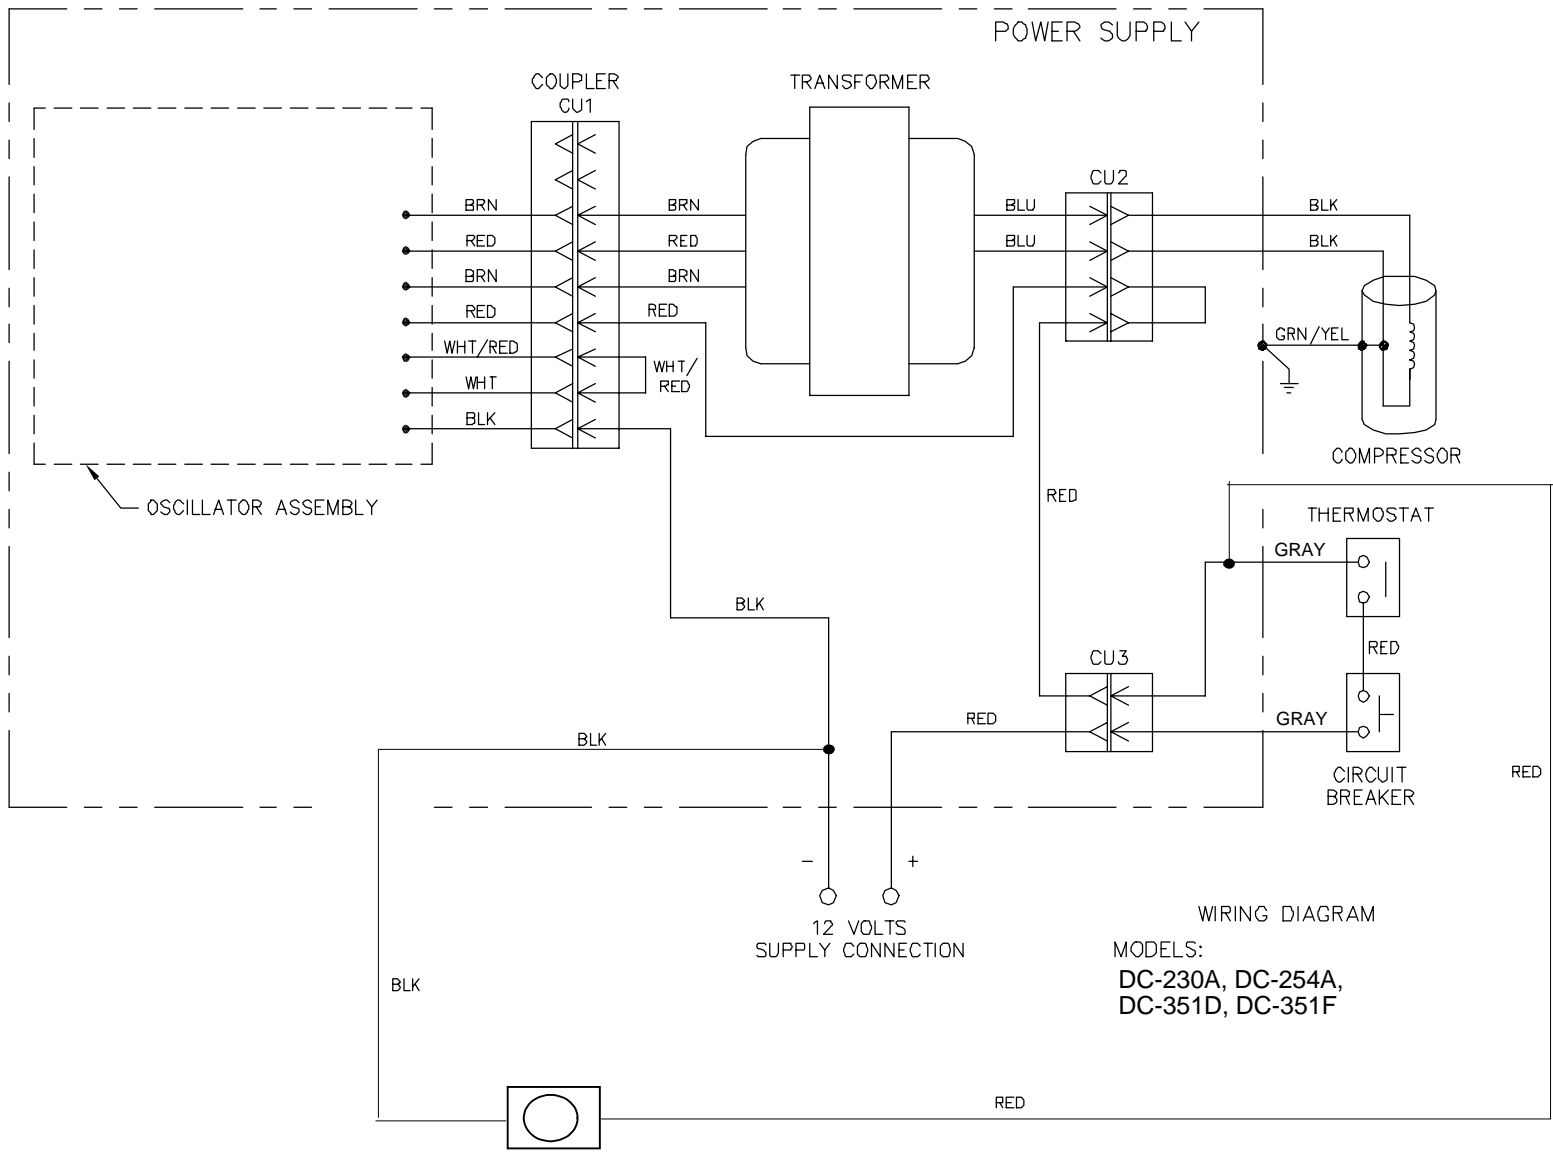 POWER SUPPLY
COUPLER
CU1
TRANSFORMER
CU2
BRN
BRN
BLU
BLK
RED
RED
BLU
BLK
BRN
BRN
RED
RED
WHT/RED
WHT/
RED
WHT
BLK
GRN/YEL
COMPRESSOR
OSCILLATOR ASSEMBLY
RED
THERMOSTAT
GRAY
BLK
RED
CU3
RED
GRAY
BLK
CIRCUIT
BREAKER
RED
-
+
12 VOLTS
SUPPLY CONNECTION
WIRING DIAGRAM
MODELS:
DC-230A, DC-254A,
DC-351D, DC-351F
BLK
RED